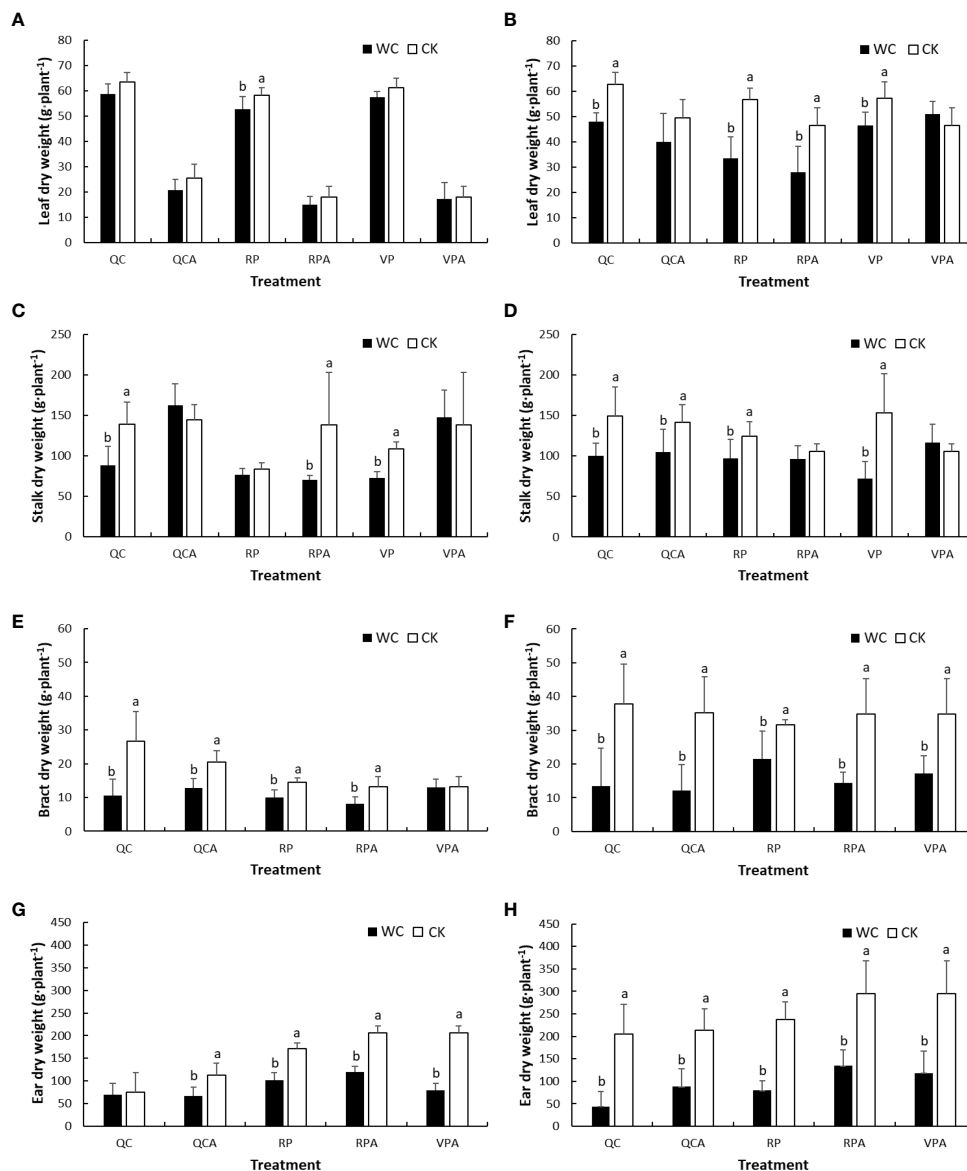 A
80
70
60
50
40
30
20
10
0
Leaf dry weight (g·plant⁻¹)
WC CK
b a
QC QCA RP RPA VP VPA
Treatment
B
80
70
60
50
40
30
20
10
0
Leaf dry weight (g·plant⁻¹)
WC CK
b a b a b a b a
QC QCA RP RPA VP VPA
Treatment
C
250
200
150
100
50
0
Stalk dry weight (g·plant⁻¹)
WC CK
b a b a b a
QC QCA RP RPA VP VPA
Treatment
D
250
200
150
100
50
0
Stalk dry weight (g·plant⁻¹)
WC CK
b a b a b a b a
QC QCA RP RPA VP VPA
Treatment
E
60
50
40
30
20
10
0
Bract dry weight (g·plant⁻¹)
WC CK
b a b a b a b a
QC QCA RP RPA VPA
Treatment
F
60
50
40
30
20
10
0
Bract dry weight (g·plant⁻¹)
WC CK
b a b a b a b a b a
QC QCA RP RPA VPA
Treatment
G
450
400
350
300
250
200
150
100
50
0
Ear dry weight (g·plant⁻¹)
WC CK
b a b a b a b a
QC QCA RP RPA VPA
Treatment
H
450
400
350
300
250
200
150
100
50
0
Ear dry weight (g·plant⁻¹)
WC CK
b a b a b a b a b a
QC QCA RP RPA VPA
Treatment